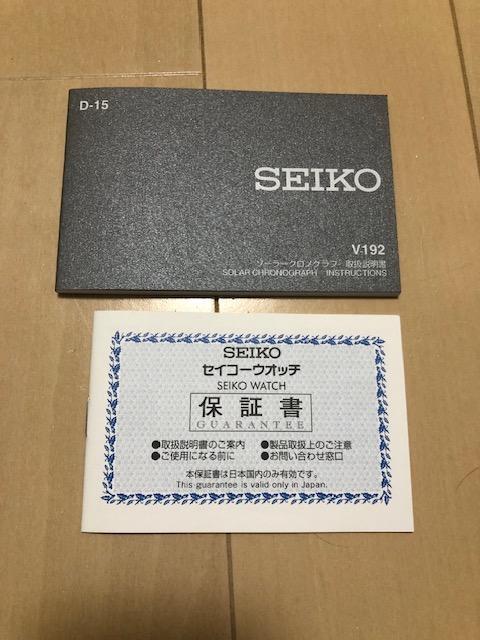 D-15
SEIKO
V192
ソーラークロノグラフ 取扱説明書
SOLAR CHRONOGRAPH INSTRUCTIONS
SEIKO
セイコーウオッチ
SEIKO WATCH
保証書
GUARANTEE
●取扱説明書のご案内 ●製品取扱上のご注意
●ご使用になる前に ●お問い合わせ窓口
本保証書は日本国内のみ有効です。
This guarantee is valid only in Japan.